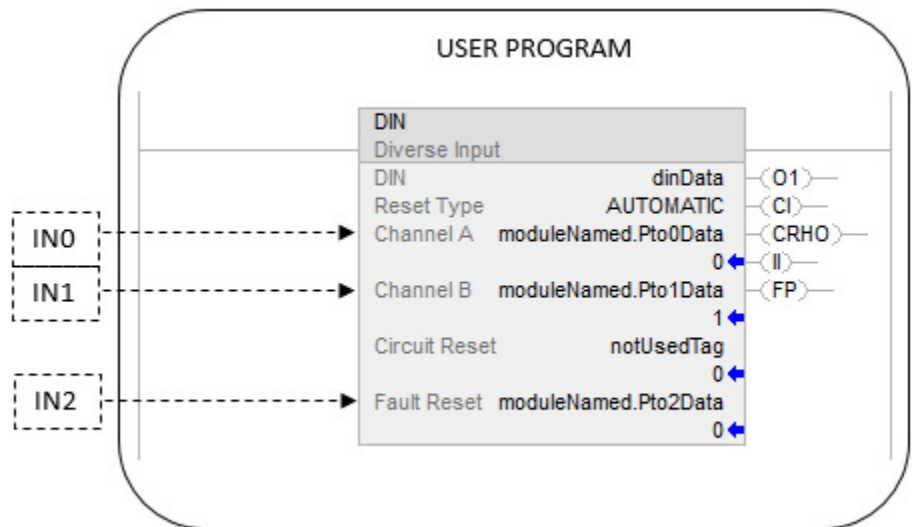 USER PROGRAM
DIN
Diverse Input
DIN dinData (O1)
Reset Type AUTOMATIC (CI)
IN0 Channel A moduleNamed.Pto0Data (CRHO)
0 (II)
IN1 Channel B moduleNamed.Pto1Data (FP)
1
Circuit Reset notUsedTag
0
IN2 Fault Reset moduleNamed.Pto2Data
0